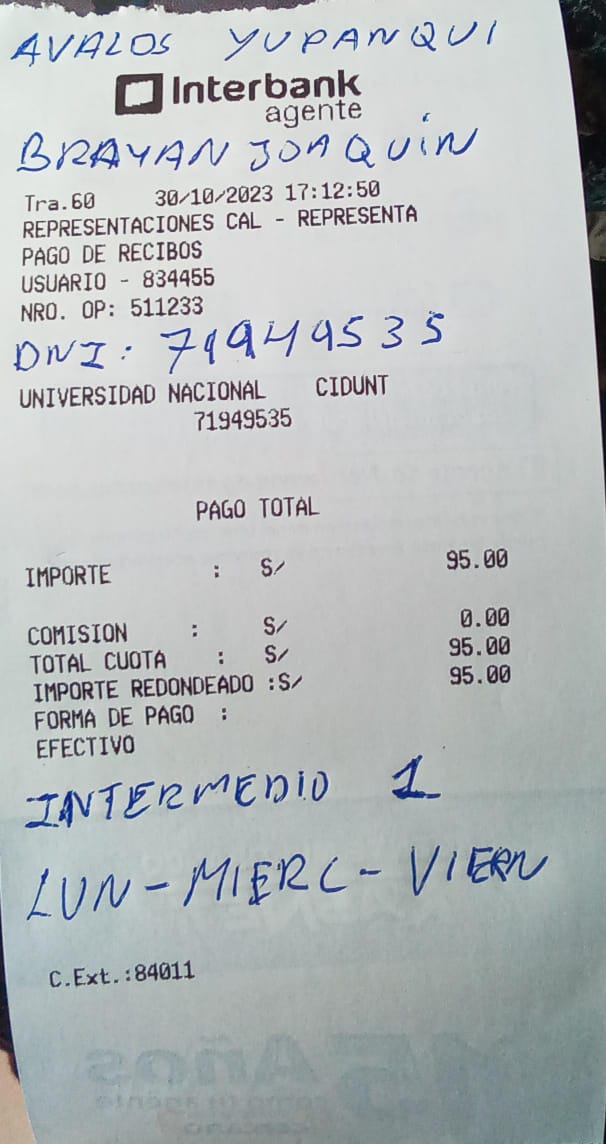 AVALOS YUPANQUI
Interbank
agente
BRAYAN JOAQUÍN
Tra.60 30/10/2023 17:12:50
REPRESENTACIONES CAL - REPRESENTA
PAGO DE RECIBOS
USUARIO - 834455
NRO. OP: 511233
DNI: 71949535
UNIVERSIDAD NACIONAL CIDUNT
71949535
PAGO TOTAL
IMPORTE : S/ 95.00
COMISION : S/ 0.00
TOTAL CUOTA : S/ 95.00
IMPORTE REDONDEADO :S/ 95.00
FORMA DE PAGO :
EFECTIVO
INTERMEDIO 1
LUN-MIERC-VIERN
C.Ext.:84011